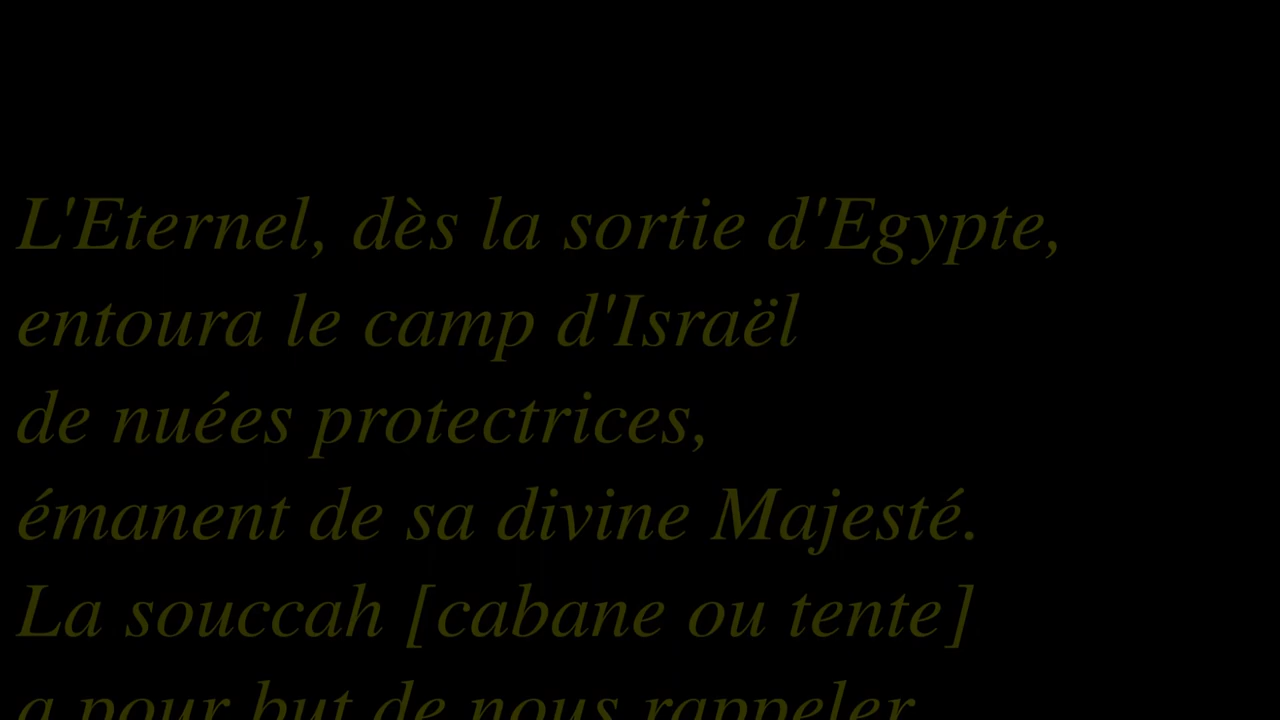 L'Eternel, dès la sortie d'Egypte,
entoura le camp d'Israël
de nuées protectrices,
émanent de sa divine Majesté.
La souccah [cabane ou tente]
a pour but de nous rappeler